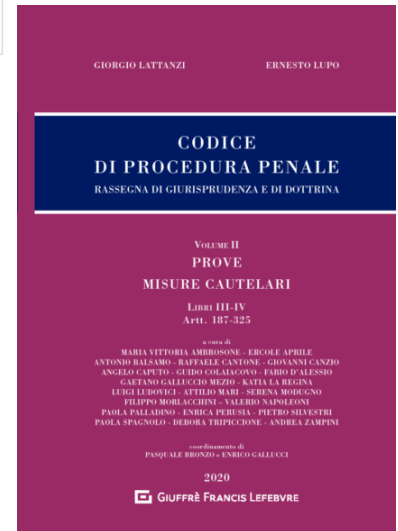 GIORGIO LATTANZI ERNESTO LUPO
CODICE
DI PROCEDURA PENALE
RASSEGNA DI GIURISPRUDENZA E DI DOTTRINA
VOLUME II
PROVE
MISURE CAUTELARI
LIBRI III-IV
Artt. 187-325
a cura di
MARIA VITTORIA AMBROSONE - ERCOLE APRILE
ANTONIO BALSAMO - RAFFAELE CANTONE - GIOVANNI CANZIO
ANGELO CAPUTO - GUIDO COLAIACOVO - FABIO D'ALESSIO
GAETANO GALLUCCIO MEZIO - KATIA LA REGINA
LUIGI LUDOVICI - ATTILIO MARI - SERENA MODUGNO
FILIPPO MORLACCHINI – VALERIO NAPOLEONI
PAOLA PALLADINO - ENRICA PERUSIA - PIETRO SILVESTRI
PAOLA SPAGNOLO - DEBORA TRIPICCIONE - ANDREA ZAMPINI
coordinamento di
PASQUALE BRONZO e ENRICO GALLUCCI
2020
GIUFFRÈ FRANCIS LEFEBVRE